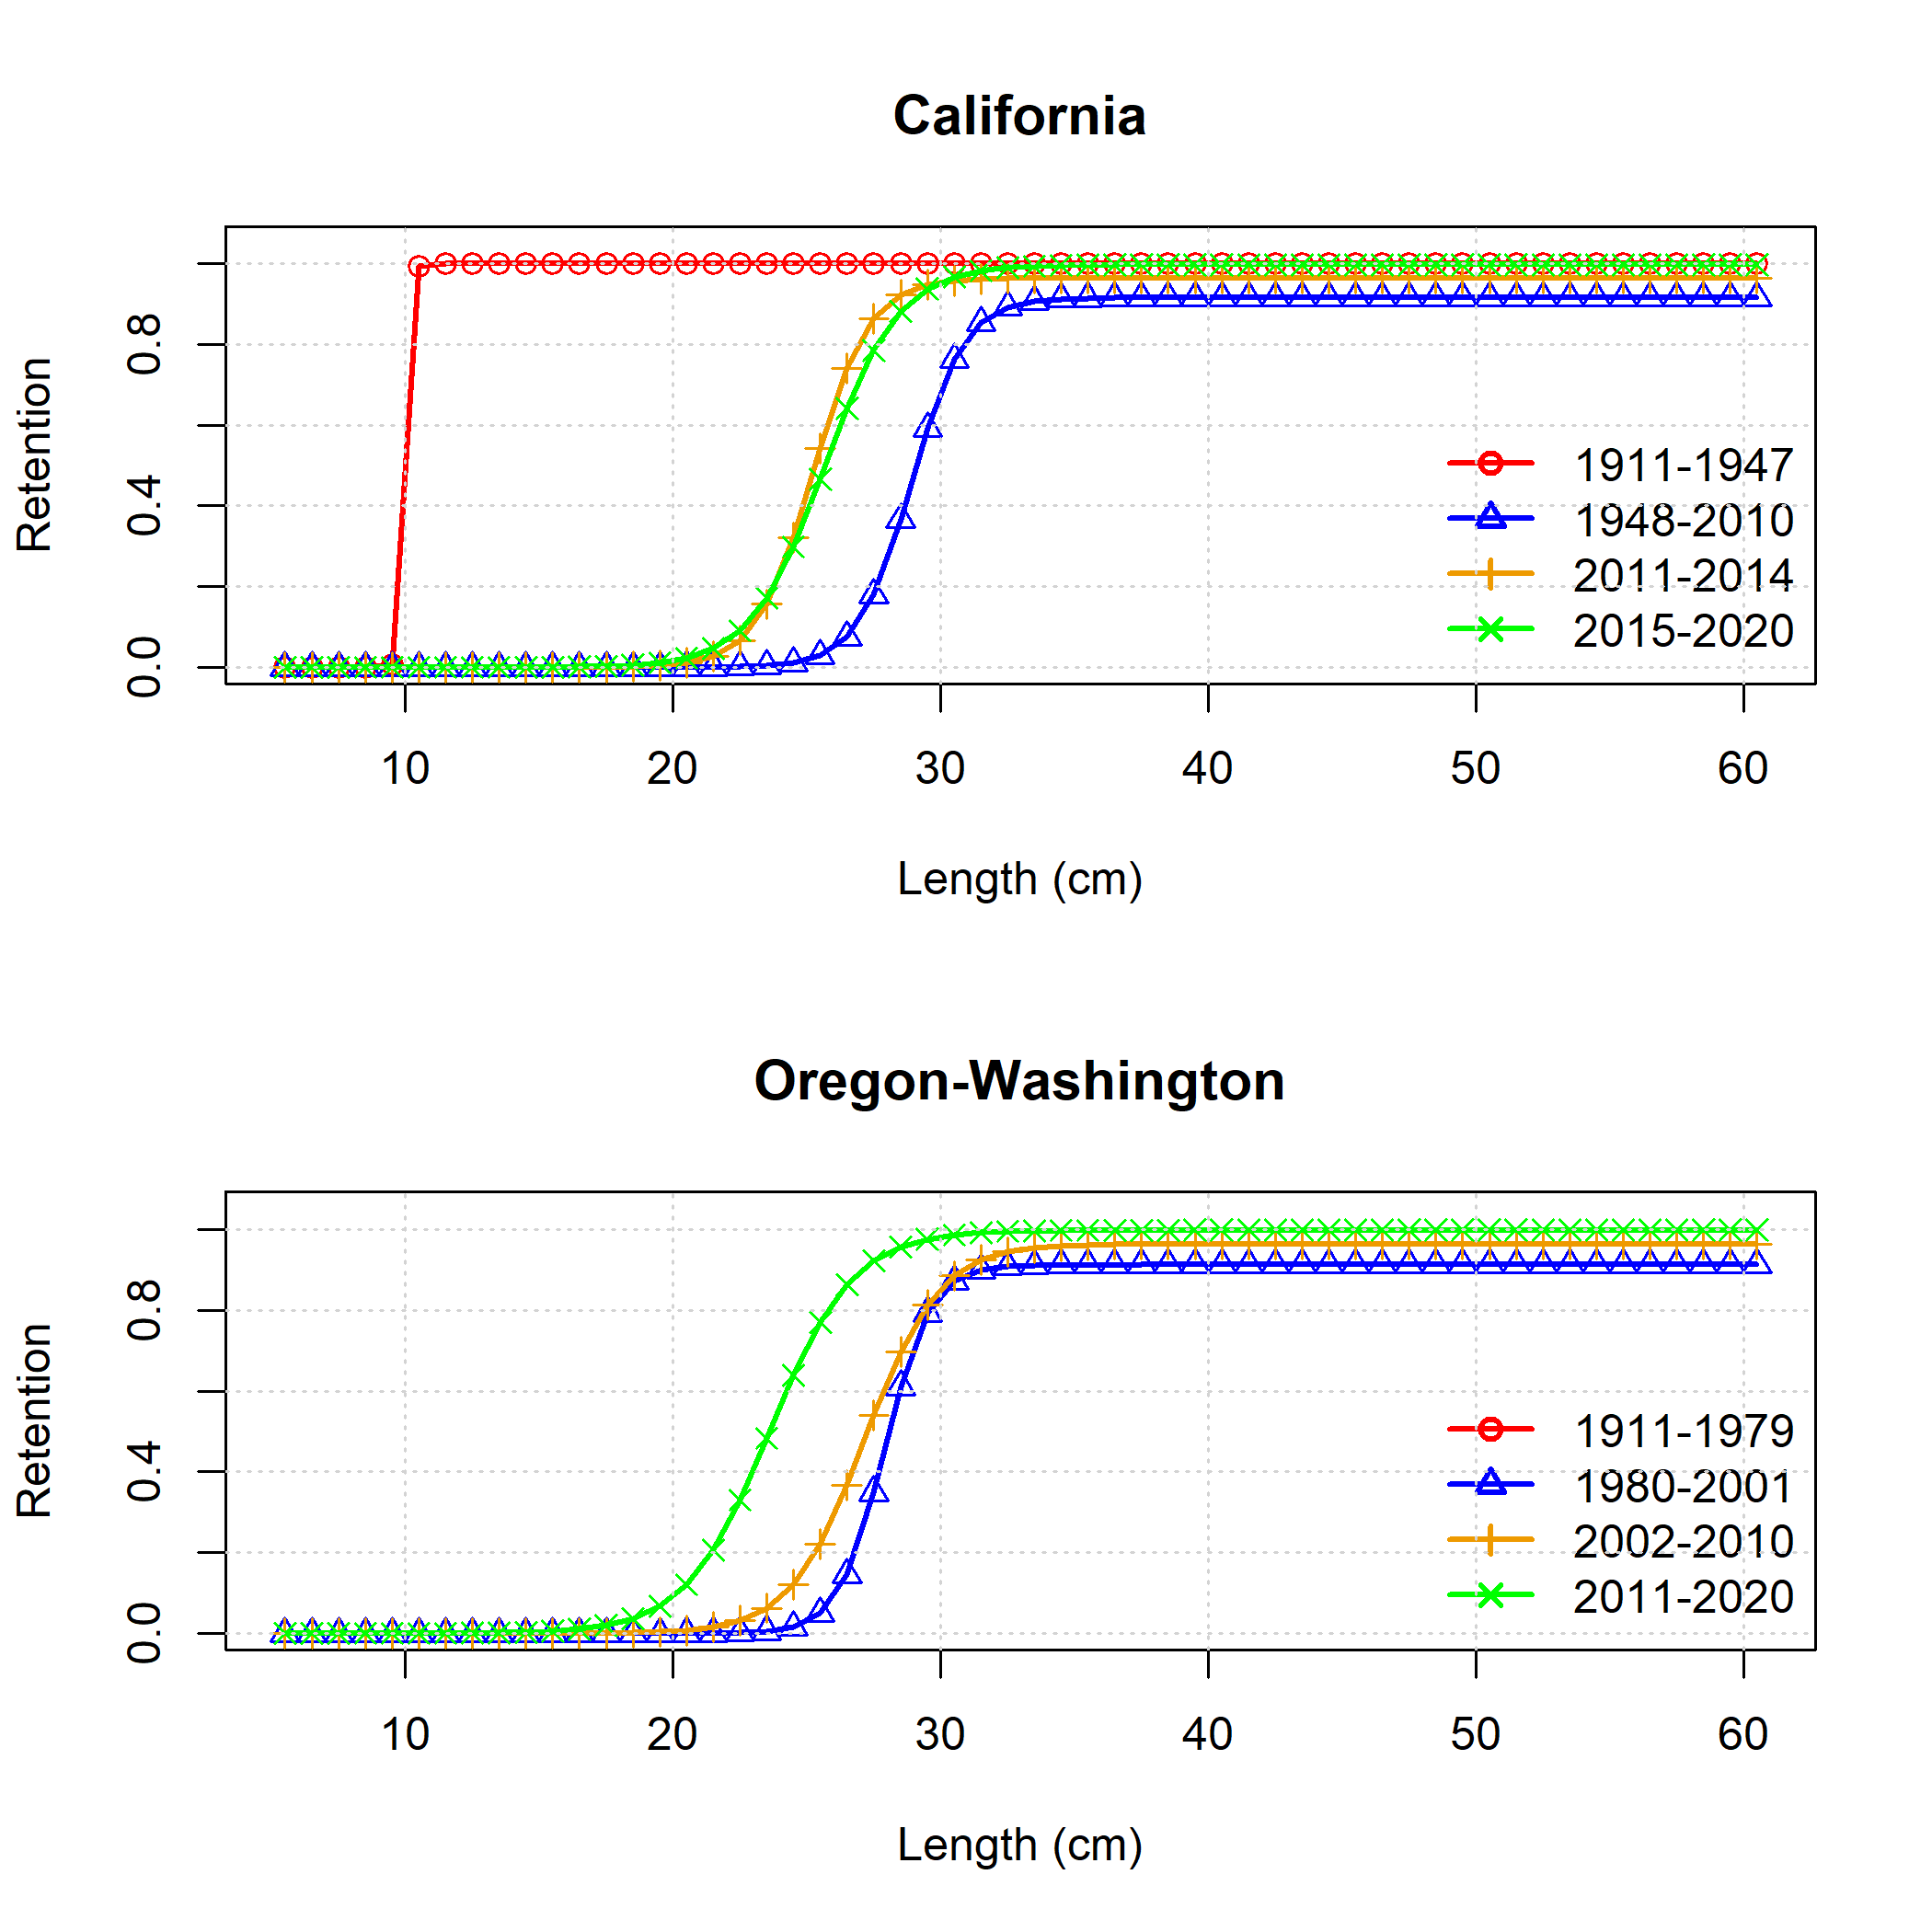 California
Retention
0.8
0.4
0.0
1911-1947
1948-2010
2011-2014
2015-2020
10 20 30 40 50 60
Length (cm)
Oregon-Washington
Retention
0.8
0.4
0.0
1911-1979
1980-2001
2002-2010
2011-2020
10 20 30 40 50 60
Length (cm)